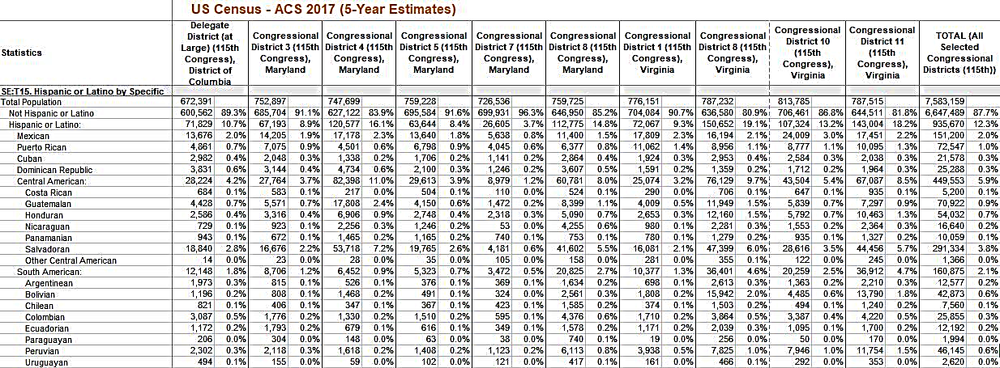 US Census - ACS 2017 (5-Year Estimates)
Statistics
Delegate District (at Large) (115th Congress), District of Columbia
Congressional District 3 (115th Congress), Maryland
Congressional District 4 (115th Congress), Maryland
Congressional District 5 (115th Congress), Maryland
Congressional District 7 (115th Congress), Maryland
Congressional District 8 (115th Congress), Maryland
Congressional District 1 (115th Congress), Virginia
Congressional District 8 (115th Congress), Virginia
Congressional District 10 (115th Congress), Virginia
Congressional District 11 (115th Congress), Virginia
TOTAL (All Selected Congressional Districts (115th))
SE:T15. Hispanic or Latino by Specific
Total Population 672,391 752,897 747,699 759,228 726,536 759,725 776,151 787,232 813,785 787,515 7,583,159
Not Hispanic or Latino 600,562 89.3% 685,704 91.1% 627,122 83.9% 695,584 91.6% 699,931 96.3% 646,950 85.2% 704,084 90.7% 636,580 80.9% 706,461 86.8% 644,511 81.8% 6,647,489 87.7%
Hispanic or Latino: 71,829 10.7% 67,193 8.9% 120,577 16.1% 63,644 8.4% 26,605 3.7% 112,775 14.8% 72,067 9.3% 150,652 19.1% 107,324 13.2% 143,004 18.2% 935,670 12.3%
Mexican 13,676 2.0% 14,205 1.9% 17,178 2.3% 13,640 1.8% 5,638 0.8% 11,400 1.5% 17,809 2.3% 16,194 2.1% 24,009 3.0% 17,451 2.2% 151,200 2.0%
Puerto Rican 4,861 0.7% 7,075 0.9% 4,501 0.6% 6,798 0.9% 4,045 0.6% 6,377 0.8% 11,062 1.4% 8,956 1.1% 8,777 1.1% 10,095 1.3% 72,547 1.0%
Cuban 2,982 0.4% 2,048 0.3% 1,338 0.2% 1,706 0.2% 1,141 0.2% 2,864 0.4% 1,924 0.3% 2,953 0.4% 2,584 0.3% 2,038 0.3% 21,578 0.3%
Dominican Republic 3,831 0.6% 3,144 0.4% 4,734 0.6% 2,100 0.3% 1,246 0.2% 3,607 0.5% 1,591 0.2% 1,359 0.2% 1,712 0.2% 1,964 0.3% 25,288 0.3%
Central American: 28,224 4.2% 27,764 3.7% 82,398 11.0% 29,613 3.9% 8,979 1.2% 60,781 8.0% 25,074 3.2% 76,129 9.7% 43,504 5.4% 67,087 8.5% 449,553 5.9%
Costa Rican 684 0.1% 583 0.1% 217 0.0% 504 0.1% 110 0.0% 524 0.1% 290 0.0% 706 0.1% 647 0.1% 935 0.1% 5,200 0.1%
Guatemalan 4,428 0.7% 5,571 0.7% 17,808 2.4% 4,150 0.6% 1,472 0.2% 8,399 1.1% 4,009 0.5% 11,949 1.5% 5,839 0.7% 7,297 0.9% 70,922 0.9%
Honduran 2,586 0.4% 3,316 0.4% 6,906 0.9% 2,748 0.4% 2,318 0.3% 5,090 0.7% 2,653 0.3% 12,160 1.5% 5,792 0.7% 10,463 1.3% 54,032 0.7%
Nicaraguan 729 0.1% 923 0.1% 2,256 0.3% 1,246 0.2% 53 0.0% 4,255 0.6% 980 0.1% 2,281 0.3% 1,553 0.2% 2,364 0.3% 16,640 0.2%
Panamanian 943 0.1% 672 0.1% 1,465 0.2% 1,165 0.2% 740 0.1% 753 0.1% 780 0.1% 1,279 0.2% 935 0.1% 1,327 0.2% 10,059 0.1%
Salvadoran 18,840 2.8% 16,676 2.2% 53,718 7.2% 19,765 2.6% 4,181 0.6% 41,602 5.5% 16,081 2.1% 47,399 6.0% 28,616 3.5% 44,456 5.7% 291,334 3.8%
Other Central American 14 0.0% 23 0.0% 28 0.0% 35 0.0% 105 0.0% 158 0.0% 281 0.0% 355 0.1% 122 0.0% 245 0.0% 1,366 0.0%
South American: 12,148 1.8% 8,706 1.2% 6,452 0.9% 5,323 0.7% 3,472 0.5% 20,825 2.7% 10,377 1.3% 36,401 4.6% 20,259 2.5% 36,912 4.7% 160,875 2.1%
Argentinean 1,973 0.3% 815 0.1% 526 0.1% 376 0.1% 369 0.1% 1,634 0.2% 698 0.1% 2,613 0.3% 1,363 0.2% 2,210 0.3% 12,577 0.2%
Bolivian 1,196 0.2% 808 0.1% 1,468 0.2% 491 0.1% 324 0.0% 2,561 0.3% 1,808 0.2% 15,942 2.0% 4,485 0.6% 13,790 1.8% 42,873 0.6%
Chilean 821 0.1% 406 0.1% 347 0.1% 367 0.1% 423 0.1% 1,585 0.2% 374 0.1% 1,503 0.2% 494 0.1% 1,240 0.2% 7,560 0.1%
Colombian 3,087 0.5% 1,776 0.2% 1,330 0.2% 1,510 0.2% 595 0.1% 4,376 0.6% 1,710 0.2% 3,864 0.5% 3,387 0.4% 4,220 0.5% 25,855 0.3%
Ecuadorian 1,172 0.2% 1,793 0.2% 679 0.1% 616 0.1% 349 0.1% 1,578 0.2% 1,171 0.2% 2,039 0.3% 1,095 0.1% 1,700 0.2% 12,192 0.2%
Paraguayan 206 0.0% 304 0.0% 148 0.0% 63 0.0% 38 0.0% 740 0.1% 19 0.0% 256 0.0% 50 0.0% 170 0.0% 1,994 0.0%
Peruvian 2,302 0.3% 2,118 0.3% 1,618 0.2% 1,408 0.2% 1,123 0.2% 6,113 0.8% 3,938 0.5% 7,825 1.0% 7,946 1.0% 11,754 1.5% 46,145 0.6%
Uruguayan 494 0.1% 155 0.0% 59 0.0% 102 0.0% 121 0.0% 417 0.1% 161 0.0% 466 0.1% 292 0.0% 353 0.0% 2,620 0.0%